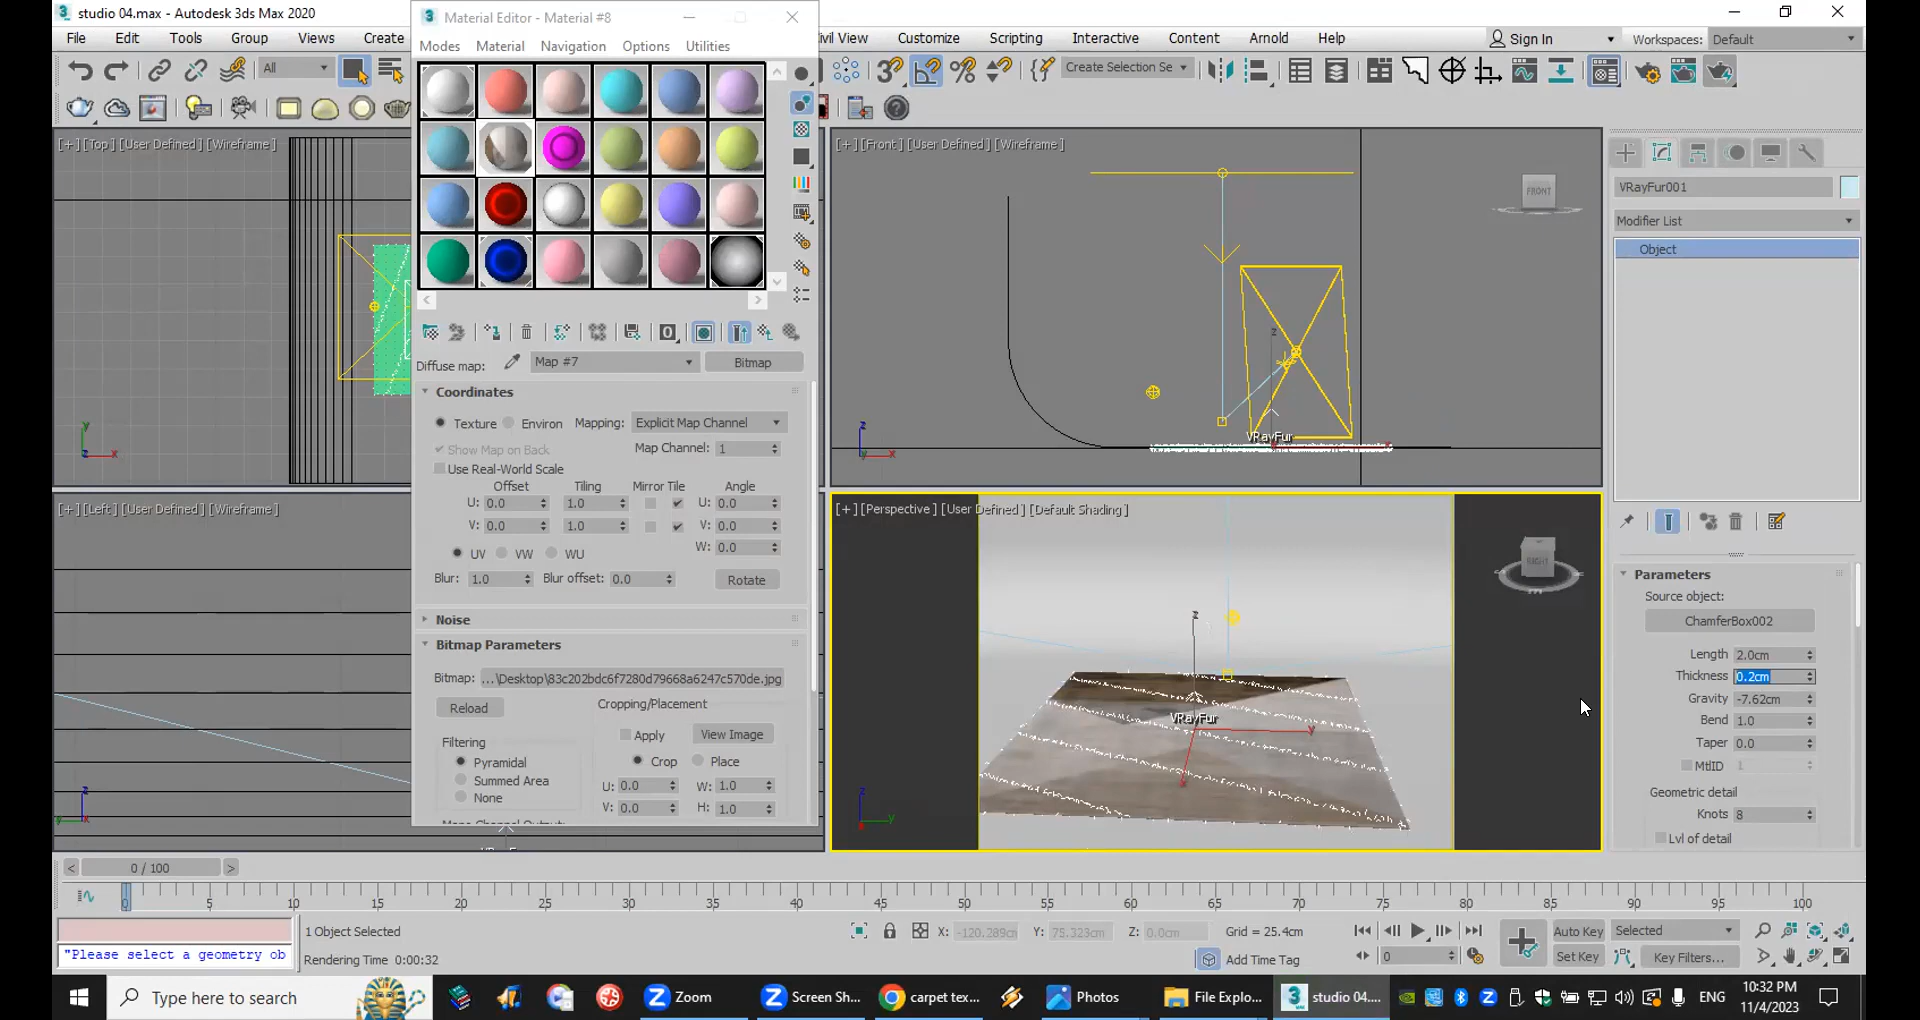 studio 04.max - Autodesk 3ds Max 2020
File Edit Tools Group Views Create
Civil View Customize Scripting Interactive Content Arnold Help
Sign In Workspaces: Default
All
Create Selection Se
Material Editor - Material #8
Modes Material Navigation Options Utilities
Diffuse map: Map #7 Bitmap
Coordinates
Texture Environ Mapping: Explicit Map Channel
Show Map on Back Map Channel: 1
Use Real-World Scale
Offset Tiling Mirror Tile Angle
U: 0.0 1.0 U: 0.0
V: 0.0 1.0 V: 0.0
W: 0.0
UV VW WU
Blur: 1.0 Blur offset: 0.0 Rotate
Noise
Bitmap Parameters
Bitmap: ...\Desktop\83c202bdc6f7280d79668a6247c570de.jpg
Reload
Cropping/Placement
Apply View Image
Crop Place
U: 0.0 W: 1.0
V: 0.0 H: 1.0
Filtering
Pyramidal
Summed Area
None
[+] [Top] [User Defined] [Wireframe]
y
z x
[+] [Left] [User Defined] [Wireframe]
z
y x
[+] [Front] [User Defined] [Wireframe]
FRONT
z
VRayFur
x
z
y x
[+] [Perspective] [User Defined] [Default Shading]
RIGHT
z
VRayFur
y
x
z
y
VRayFur001
Modifier List
Object
Parameters
Source object:
ChamferBox002
Length 2.0cm
Thickness 0.2cm
Gravity -7.62cm
Bend 1.0
Taper 0.0
MtlID 1
Geometric detail
Knots 8
Lvl of detail
< 0 / 100 >
0 5 10 15 20 25 30 35 40 45 50 55 60 65 70 75 80 85 90 95 100
1 Object Selected
X: -120.289cm Y: 75.323cm Z: 0.0cm Grid = 25.4cm
Auto Key Selected
"Please select a geometry ob
Rendering Time 0:00:32
Add Time Tag
0
Set Key Key Filters...
Type here to search
Zoom
Screen Sh...
carpet tex...
Photos
File Explo...
studio 04....
ENG
10:32 PM
11/4/2023